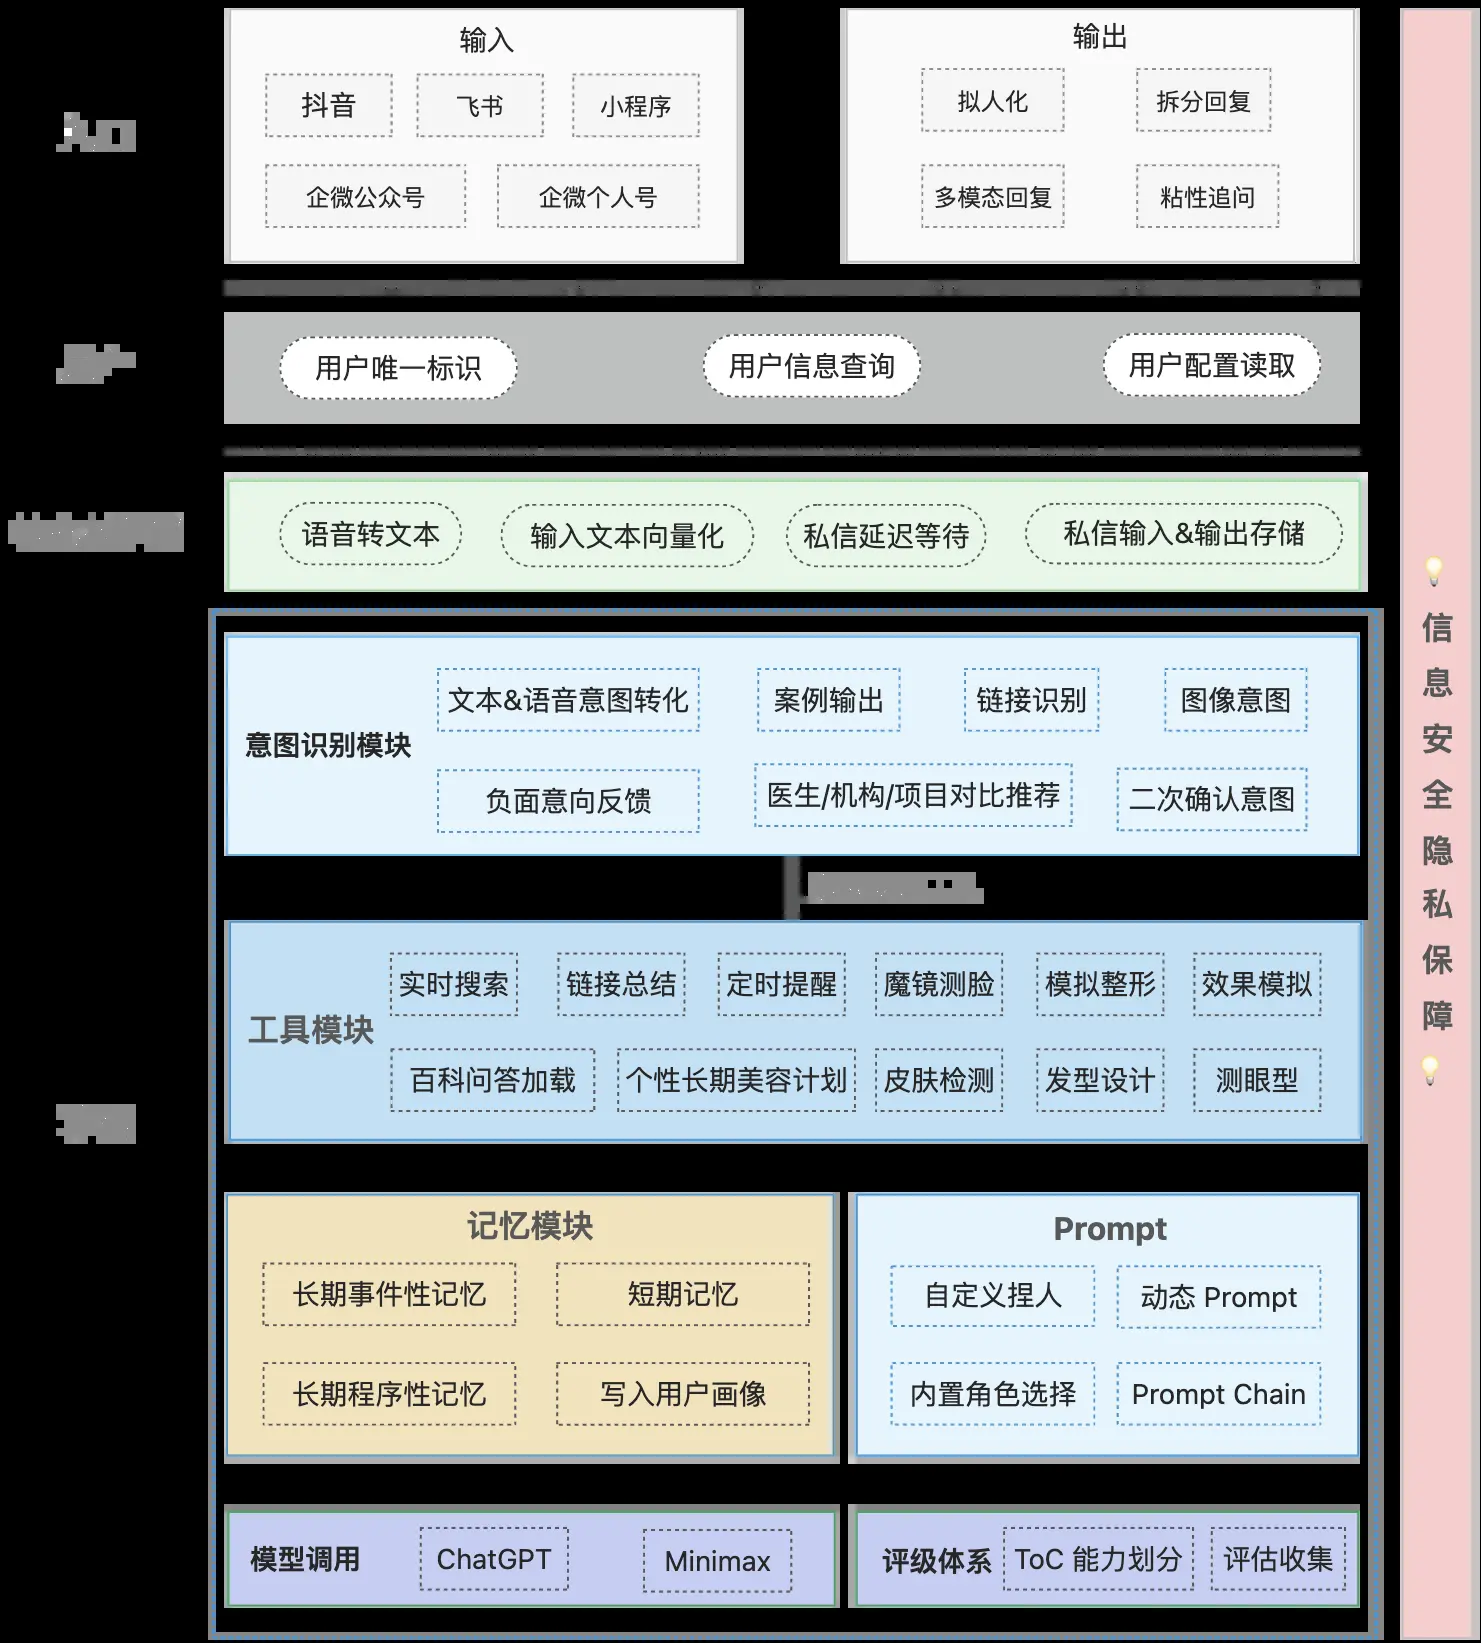 输入
抖音
飞书
小程序
企微公众号
企微个人号
输出
拟人化
拆分回复
多模态回复
粘性追问
用户唯一标识
用户信息查询
用户配置读取
语音转文本
输入文本向量化
私信延迟等待
私信输入&输出存储
意图识别模块
文本&语音意图转化
案例输出
链接识别
图像意图
负面意向反馈
医生/机构/项目对比推荐
二次确认意图
工具模块
实时搜索
链接总结
定时提醒
魔镜测脸
模拟整形
效果模拟
百科问答加载
个性长期美容计划
皮肤检测
发型设计
测眼型
记忆模块
长期事件性记忆
短期记忆
长期程序性记忆
写入用户画像
Prompt
自定义捏人
动态 Prompt
内置角色选择
Prompt Chain
模型调用
ChatGPT
Minimax
评级体系
ToC 能力划分
评估收集
💡
信
息
安
全
隐
私
保
障
💡